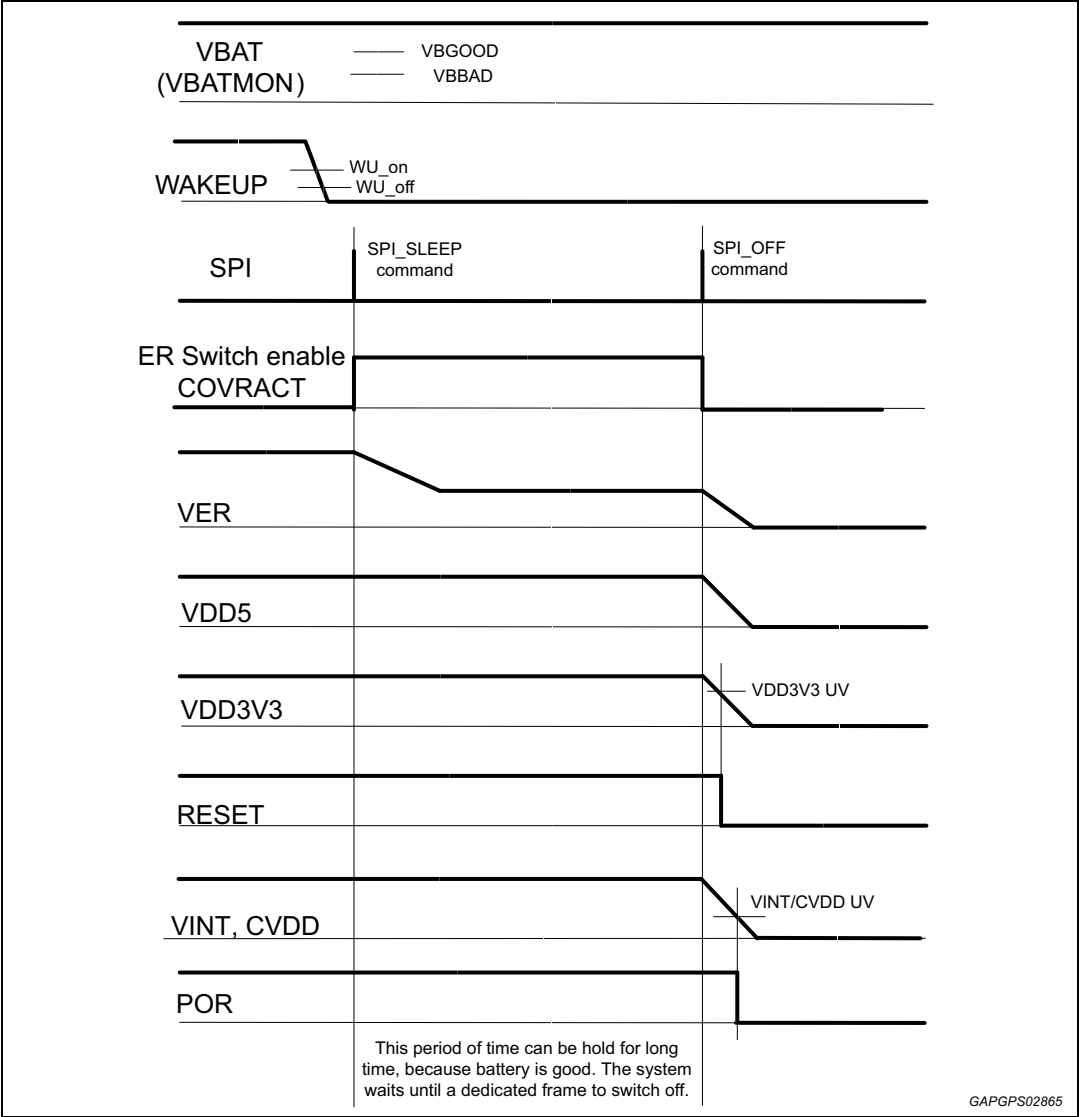 VBAT
(VBATMON)
VBGOOD
VBBAD
WAKEUP
WU_on
WU_off
SPI
SPI_SLEEP
command
SPI_OFF
command
ER Switch enable
COVRACT
VER
VDD5
VDD3V3
VDD3V3 UV
RESET
VINT, CVDD
VINT/CVDD UV
POR
This period of time can be hold for long
time, because battery is good. The system
waits until a dedicated frame to switch off.
GAPGPS02865